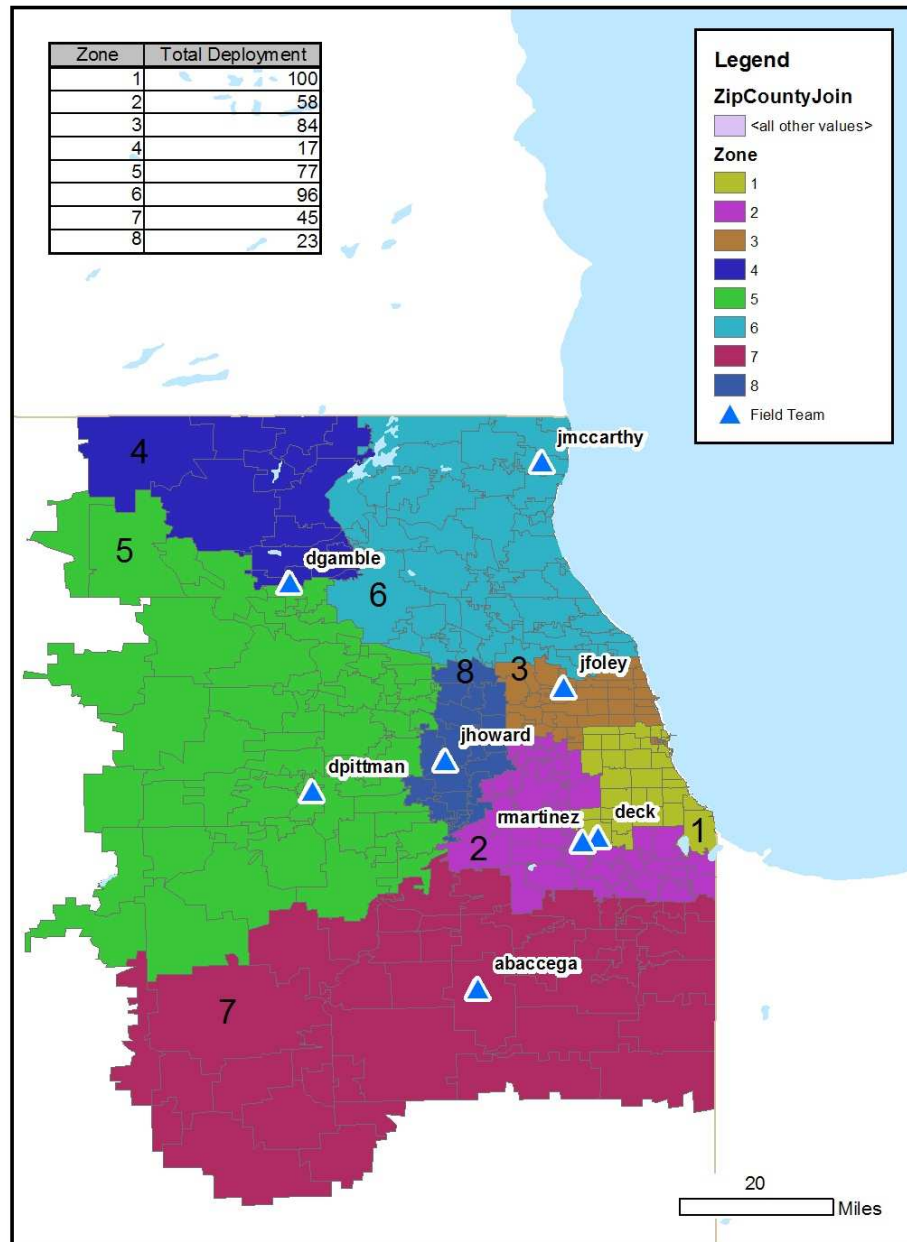 Zone Total Deployment
1 100
2 58
3 84
4 17
5 77
6 96
7 45
8 23
Legend
ZipCountyJoin
<all other values>
Zone
1
2
3
4
5
6
7
8
Field Team
jmccarthy
4
5
dgamble
6
8
3
jfoley
jhoward
dpittman
rmartinez
deck
1
2
abaccega
7
20
Miles